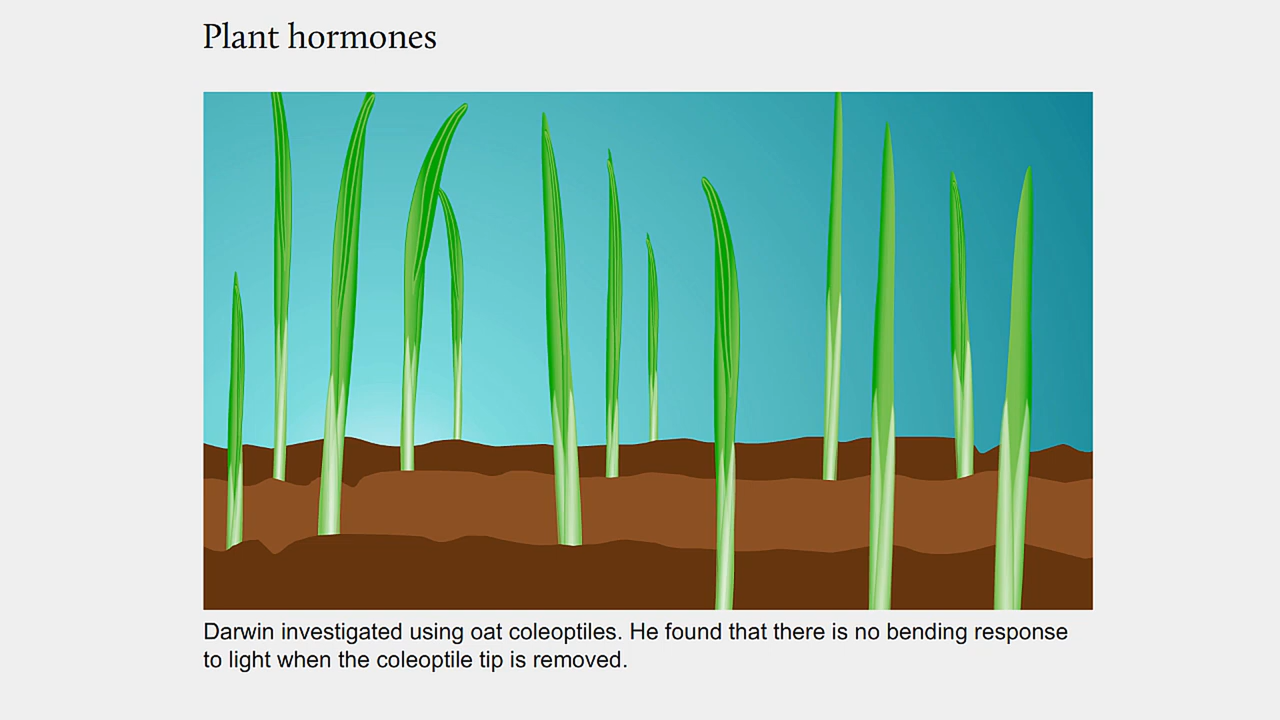 Plant hormones
Darwin investigated using oat coleoptiles. He found that there is no bending response
to light when the coleoptile tip is removed.